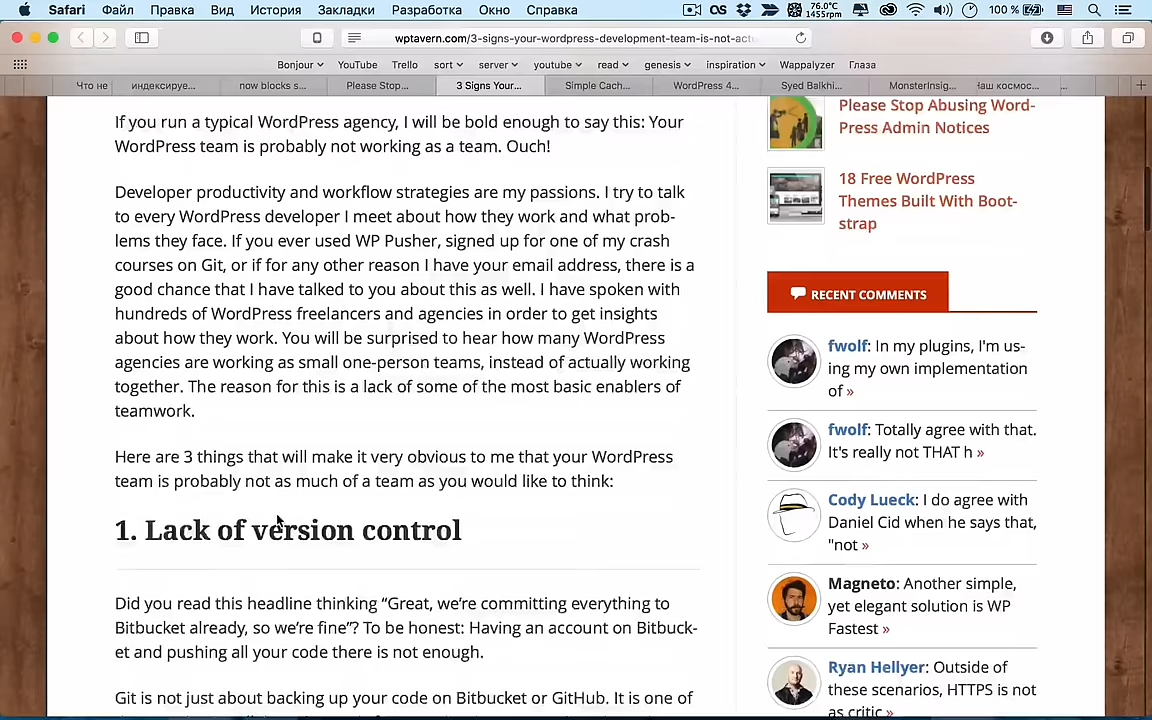 Safari Файл Правка Вид История Закладки Разработка Окно Справка OS 76.0°C 1455rpm 100 %
wptavern.com/3-signs-your-wordpress-development-team-is-not-acte
Bonjour YouTube Trello sort server youtube read genesis inspiration Wappalyzer Глаза
Что не индексируе... now blocks s... Please Stop... 3 Signs Your... Simple Cach... WordPress 4... Syed Balkhi... MonsterInsig... Наш космос... ...
If you run a typical WordPress agency, I will be bold enough to say this: Your
WordPress team is probably not working as a team. Ouch!
Developer productivity and workflow strategies are my passions. I try to talk
to every WordPress developer I meet about how they work and what prob-
lems they face. If you ever used WP Pusher, signed up for one of my crash
courses on Git, or if for any other reason I have your email address, there is a
good chance that I have talked to you about this as well. I have spoken with
hundreds of WordPress freelancers and agencies in order to get insights
about how they work. You will be surprised to hear how many WordPress
agencies are working as small one-person teams, instead of actually working
together. The reason for this is a lack of some of the most basic enablers of
teamwork.
Here are 3 things that will make it very obvious to me that your WordPress
team is probably not as much of a team as you would like to think:
1. Lack of version control
Did you read this headline thinking “Great, we’re committing everything to
Bitbucket already, so we’re fine”? To be honest: Having an account on Bitbuck-
et and pushing all your code there is not enough.
Git is not just about backing up your code on Bitbucket or GitHub. It is one of
Please Stop Abusing Word-
Press Admin Notices
18 Free WordPress
Themes Built With Boot-
strap
RECENT COMMENTS
fwolf: In my plugins, I'm us-
ing my own implementation
of »
fwolf: Totally agree with that.
It's really not THAT h »
Cody Lueck: I do agree with
Daniel Cid when he says that,
"not »
Magneto: Another simple,
yet elegant solution is WP
Fastest »
Ryan Hellyer: Outside of
these scenarios, HTTPS is not
as critic »